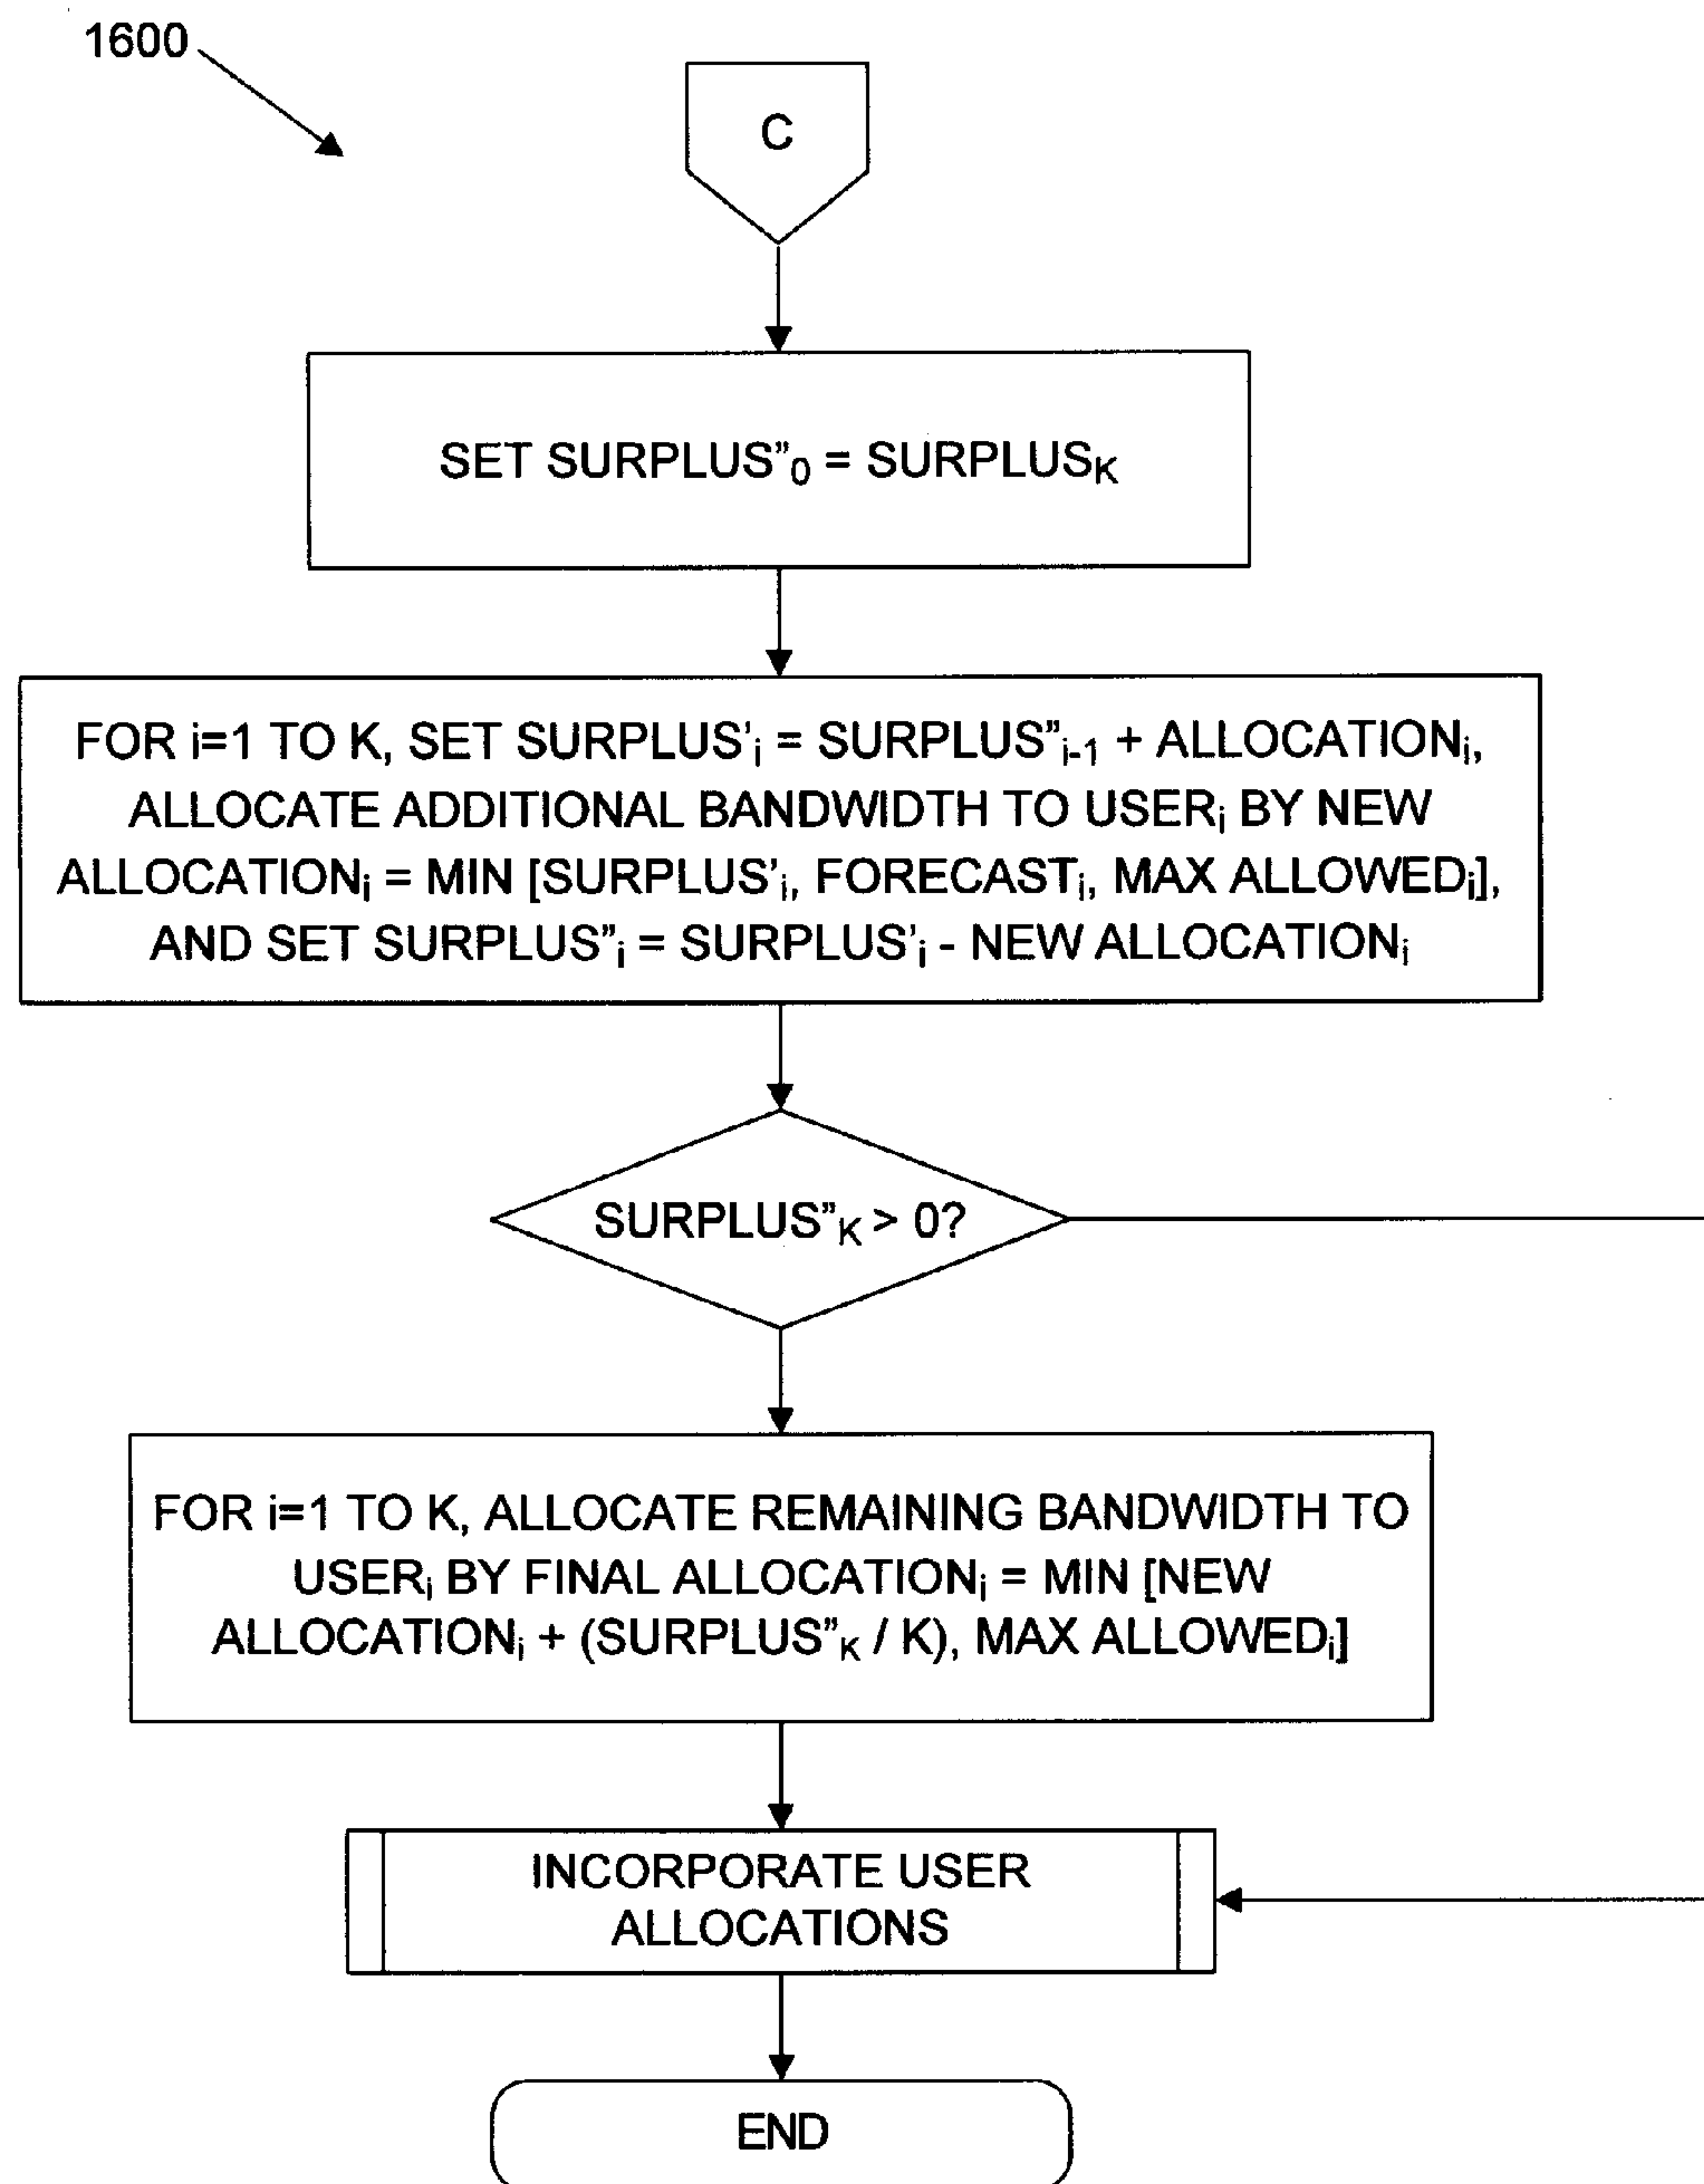 1600
C
SET SURPLUS”₀ = SURPLUSₖ
FOR i=1 TO K, SET SURPLUS’ᵢ = SURPLUS”ᵢ₋₁ + ALLOCATIONᵢ,
ALLOCATE ADDITIONAL BANDWIDTH TO USERᵢ BY NEW
ALLOCATIONᵢ = MIN [SURPLUS’ᵢ, FORECASTᵢ, MAX ALLOWEDᵢ],
AND SET SURPLUS”ᵢ = SURPLUS’ᵢ - NEW ALLOCATIONᵢ
SURPLUS”ₖ > 0?
FOR i=1 TO K, ALLOCATE REMAINING BANDWIDTH TO
USERᵢ BY FINAL ALLOCATIONᵢ = MIN [NEW
ALLOCATIONᵢ + (SURPLUS”ₖ / K), MAX ALLOWEDᵢ]
INCORPORATE USER
ALLOCATIONS
END